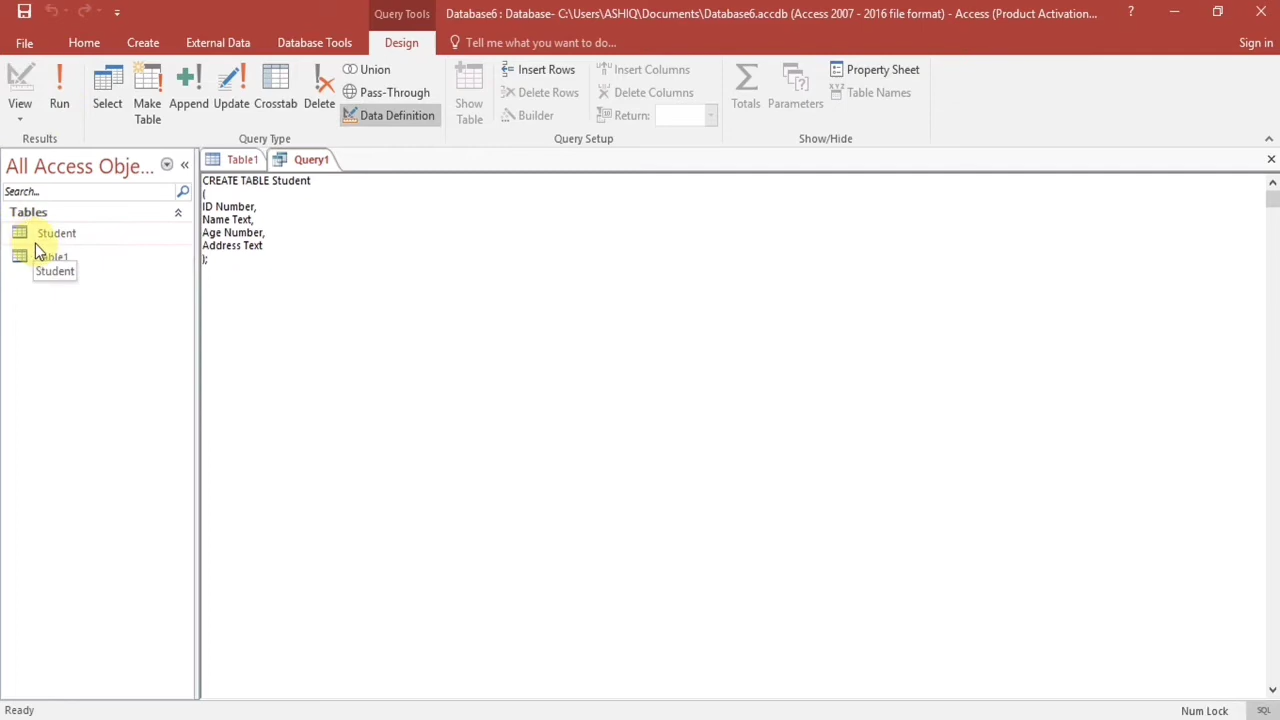 Query Tools
Database6 : Database- C:\Users\ASHIQ\Documents\Database6.accdb (Access 2007 - 2016 file format) - Access (Product Activation...
?
File
Home
Create
External Data
Database Tools
Design
Tell me what you want to do...
Sign in
View
Run
Select
Make Table
Append
Update
Crosstab
Delete
Union
Pass-Through
Data Definition
Show Table
Insert Rows
Delete Rows
Builder
Insert Columns
Delete Columns
Return:
Totals
Parameters
Property Sheet
Table Names
Results
Query Type
Query Setup
Show/Hide
All Access Obje...
Search...
Tables
Student
Student
Table1
Query1
CREATE TABLE Student
(
ID Number,
Name Text,
Age Number,
Address Text
);
Ready
Num Lock
SQL